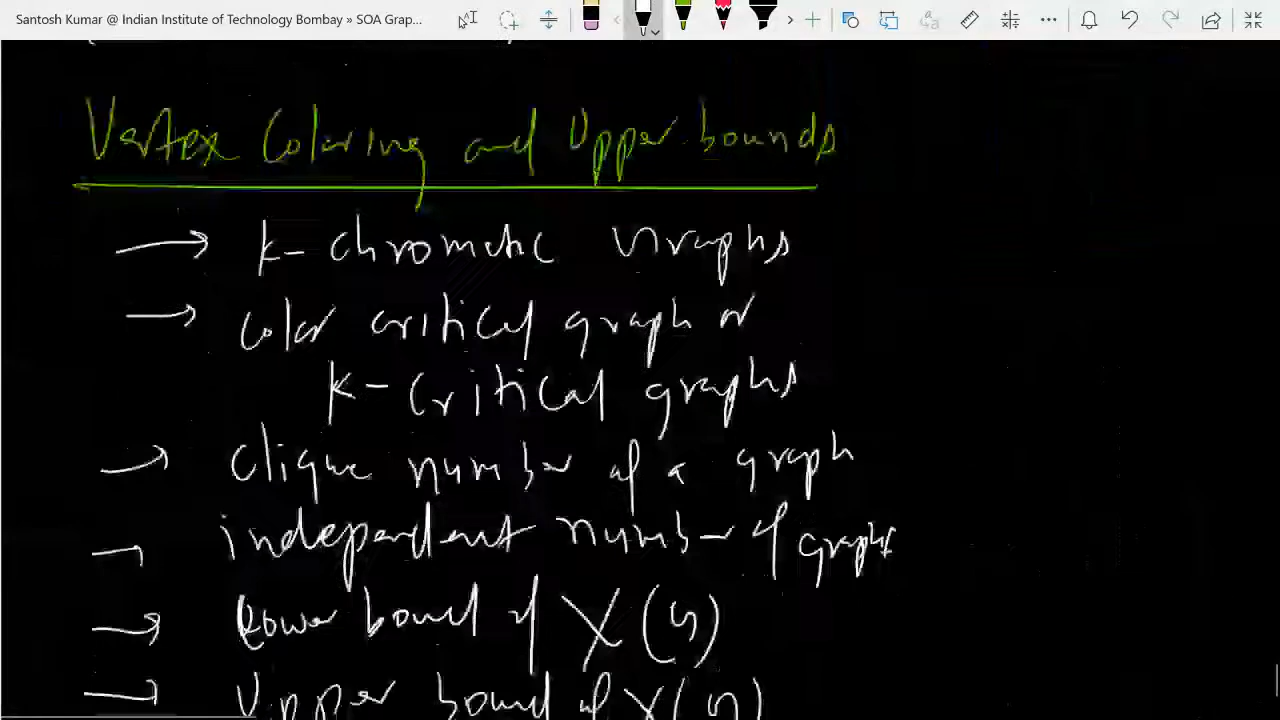 Santosh Kumar @ Indian Institute of Technology Bombay » SOA Grap...
Vertex Coloring and Upper bounds
→ k-chromatic Graphs
→ color critical graph or
k-critical graphs
→ clique number of a graph
→ independent number of graphs
→ Lower bound of χ(G)
→ Upper bound of χ(G)